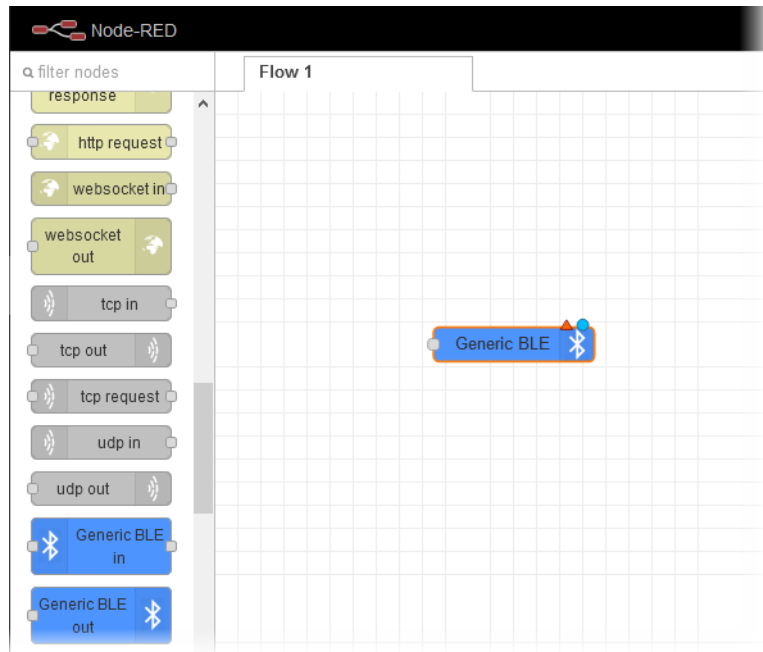 Node-RED
filter nodes
Flow 1
response
http request
websocket in
websocket
out
tcp in
tcp out
tcp request
udp in
udp out
Generic BLE
in
Generic BLE
out
Generic BLE